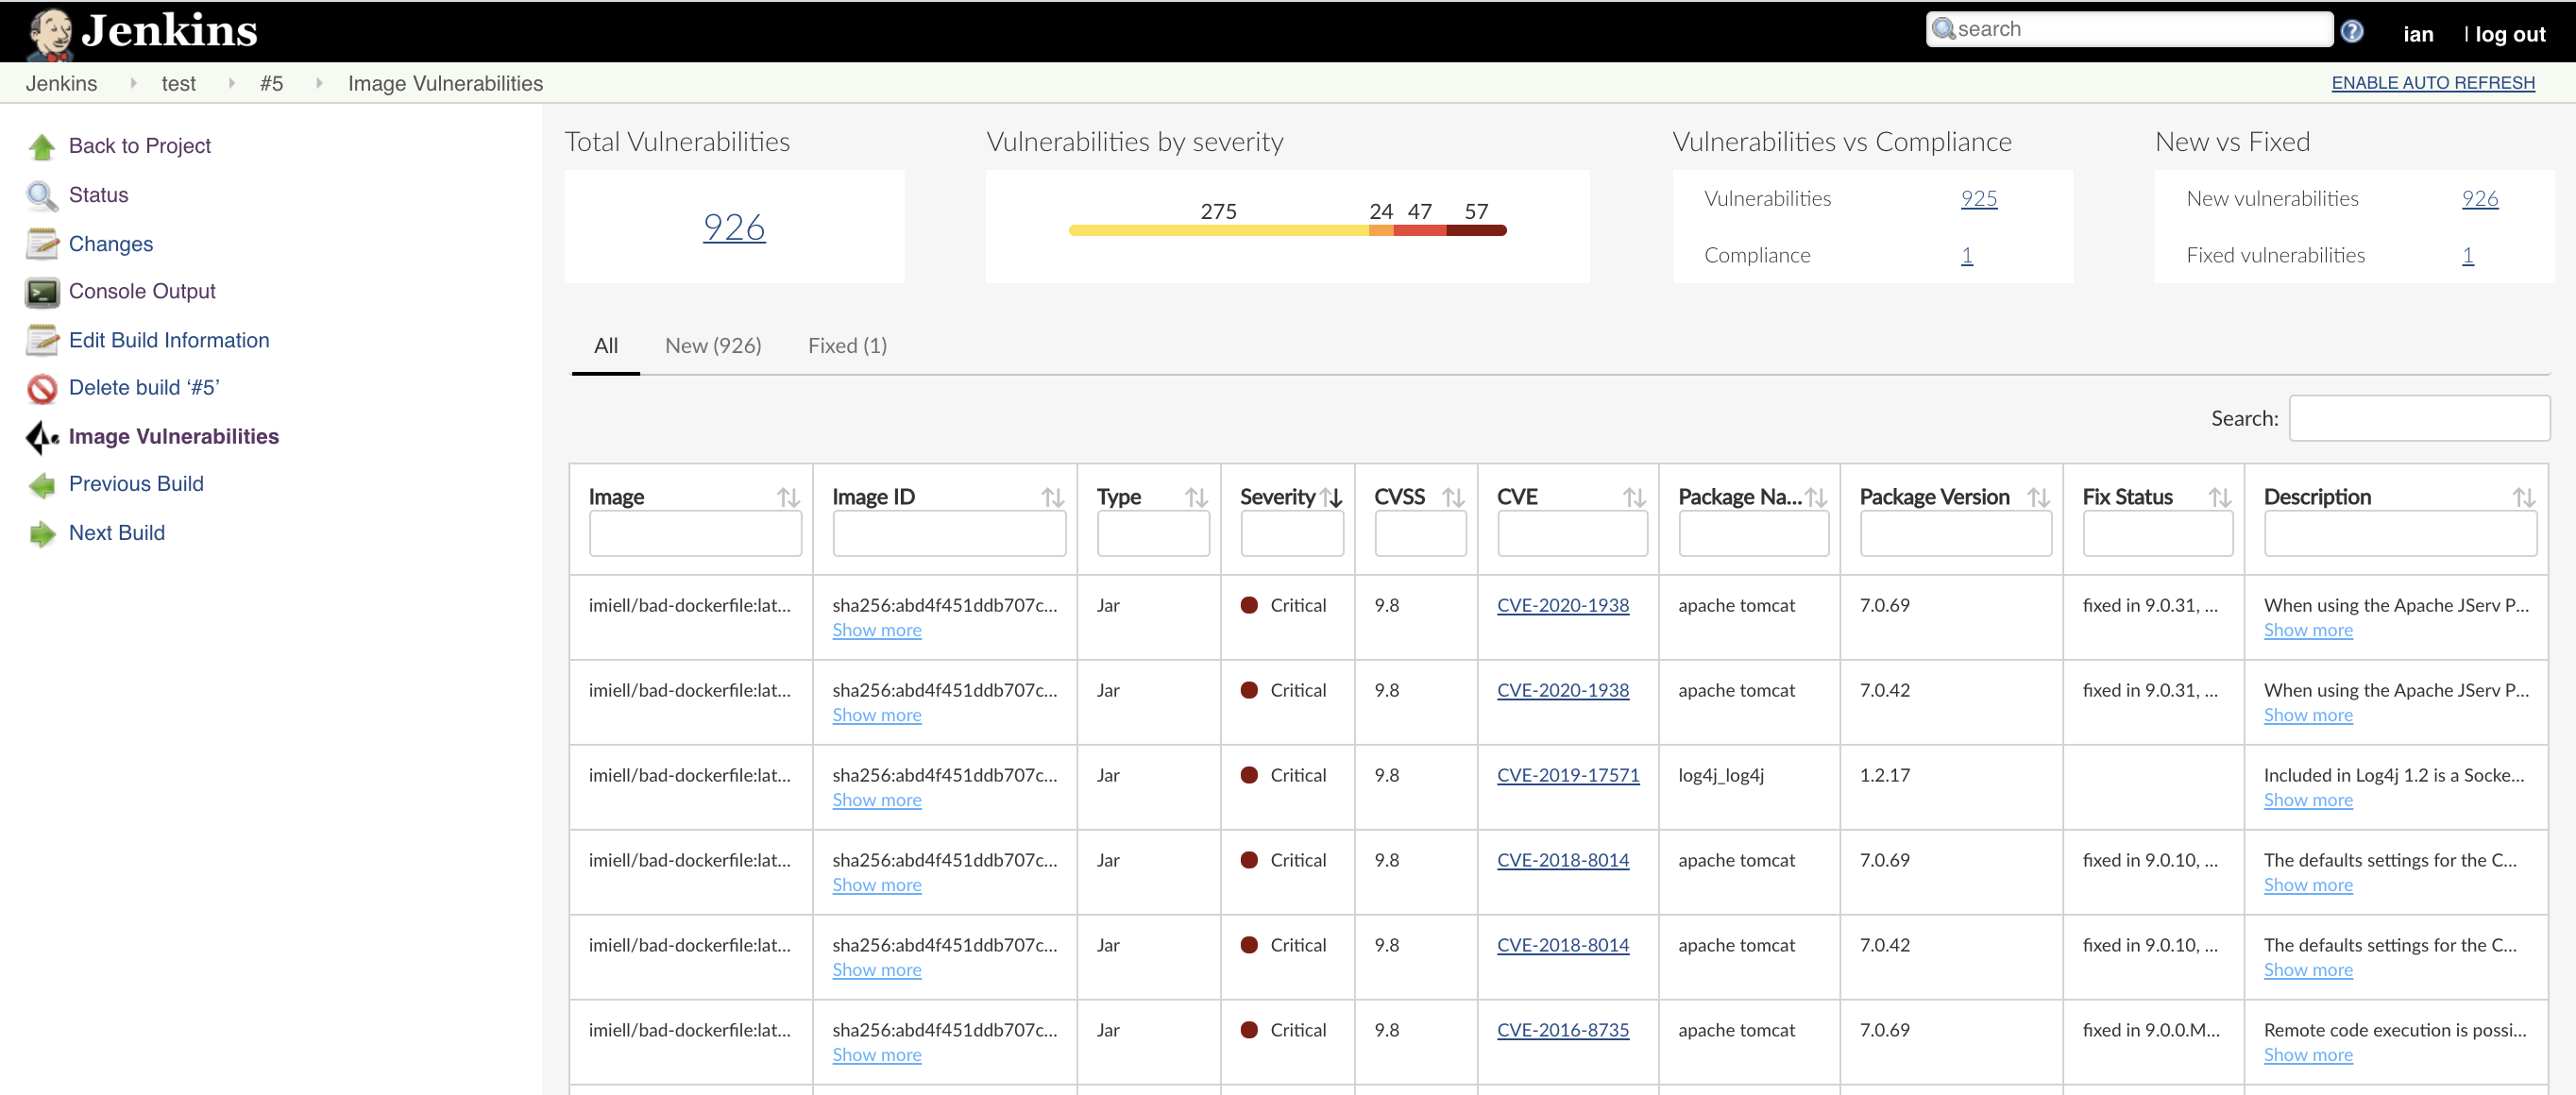 Jenkins
search
ian | log out
Jenkins test #5 Image Vulnerabilities
ENABLE AUTO REFRESH
Back to Project
Status
Changes
Console Output
Edit Build Information
Delete build ‘#5’
Image Vulnerabilities
Previous Build
Next Build
Total Vulnerabilities
926
Vulnerabilities by severity
275 24 47 57
Vulnerabilities vs Compliance
Vulnerabilities 925
Compliance 1
New vs Fixed
New vulnerabilities 926
Fixed vulnerabilities 1
All New (926) Fixed (1)
Search:
Image Image ID Type Severity CVSS CVE Package Na... Package Version Fix Status Description
imiell/bad-dockerfile:lat... sha256:abd4f451ddb707c... Jar Critical 9.8 CVE-2020-1938 apache tomcat 7.0.69 fixed in 9.0.31, ... When using the Apache JServ P...
Show more Show more
imiell/bad-dockerfile:lat... sha256:abd4f451ddb707c... Jar Critical 9.8 CVE-2020-1938 apache tomcat 7.0.42 fixed in 9.0.31, ... When using the Apache JServ P...
Show more Show more
imiell/bad-dockerfile:lat... sha256:abd4f451ddb707c... Jar Critical 9.8 CVE-2019-17571 log4j_log4j 1.2.17 Included in Log4j 1.2 is a Socke...
Show more Show more
imiell/bad-dockerfile:lat... sha256:abd4f451ddb707c... Jar Critical 9.8 CVE-2018-8014 apache tomcat 7.0.69 fixed in 9.0.10, ... The defaults settings for the C...
Show more Show more
imiell/bad-dockerfile:lat... sha256:abd4f451ddb707c... Jar Critical 9.8 CVE-2018-8014 apache tomcat 7.0.42 fixed in 9.0.10, ... The defaults settings for the C...
Show more Show more
imiell/bad-dockerfile:lat... sha256:abd4f451ddb707c... Jar Critical 9.8 CVE-2016-8735 apache tomcat 7.0.69 fixed in 9.0.0.M... Remote code execution is possi...
Show more Show more